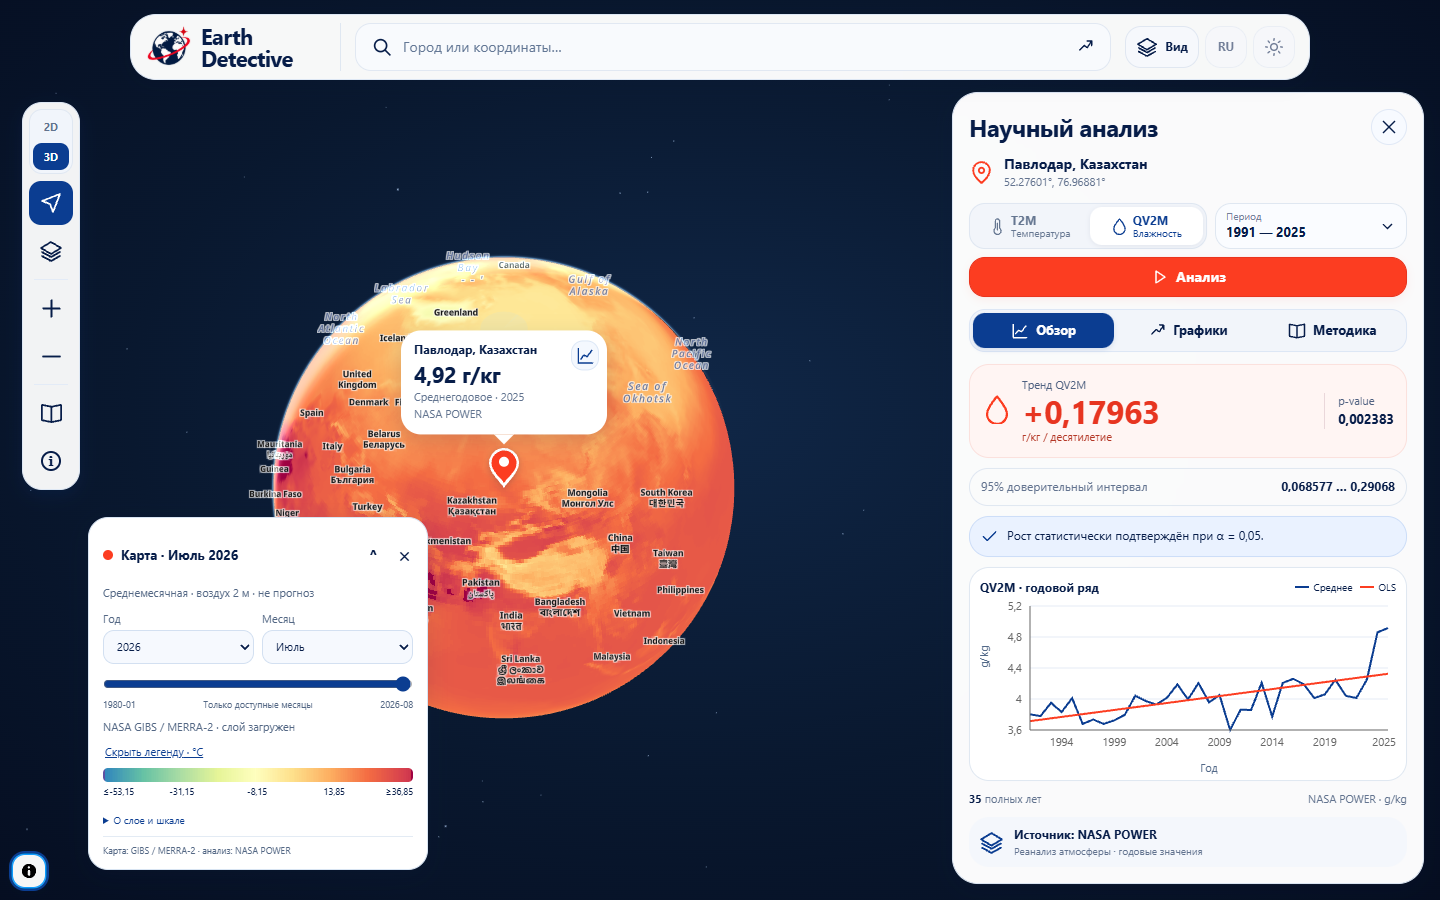 Earth
Detective
Город или координаты...
Вид
RU
2D
3D
Научный анализ
Павлодар, Казахстан
52.27601°, 76.96881°
T2M
Температура
QV2M
Влажность
Период
1991 — 2025
Анализ
Обзор
Графики
Методика
Тренд QV2M
+0,17963
г/кг / десятилетие
p-value
0,002383
95% доверительный интервал
0,068577 ... 0,29068
Рост статистически подтверждён при α = 0,05.
QV2M · годовой ряд
Среднее
OLS
5,2
4,8
4,4
4
3,6
g/kg
1994
1999
2004
2009
2014
2019
2025
Год
35 полных лет
NASA POWER · g/kg
Источник: NASA POWER
Реанализ атмосферы · годовые значения
Hudson
Bay
Canada
Gulf of
Alaska
Labrador
Sea
Greenland
North
Atlantic
Ocean
Icelan
North
Pacific
Ocean
Sea of
Okhotsk
Павлодар, Казахстан
4,92 г/кг
Среднегодовое · 2025
NASA POWER
United
Kingdom
Denmark
Fi
Spain
Belarus
Беларусь
Italy
Mauritania
Guinea
Bulgaria
България
Burkina Faso
Niger
Turkey
Kazakhstan
Қазақстан
Mongolia
Монгол Улс
South Korea
대한민국
kmenistan
China
中国
Taiwan
臺灣
Pakistan
پاکستان
Philippines
n
India
भारत
Bangladesh
বাংলাদেশ
Vietnam
Indonesia
Malaysia
Sri Lanka
ශ්‍රී ලංකාව
இலங்கை
Карта · Июль 2026
Среднемесячная · воздух 2 м · не прогноз
Год
Месяц
2026
Июль
1980-01
Только доступные месяцы
2026-08
NASA GIBS / MERRA-2 · слой загружен
Скрыть легенду · °C
≤-53,15
-31,15
-8,15
13,85
≥36,85
О слое и шкале
Карта: GIBS / MERRA-2 · анализ: NASA POWER